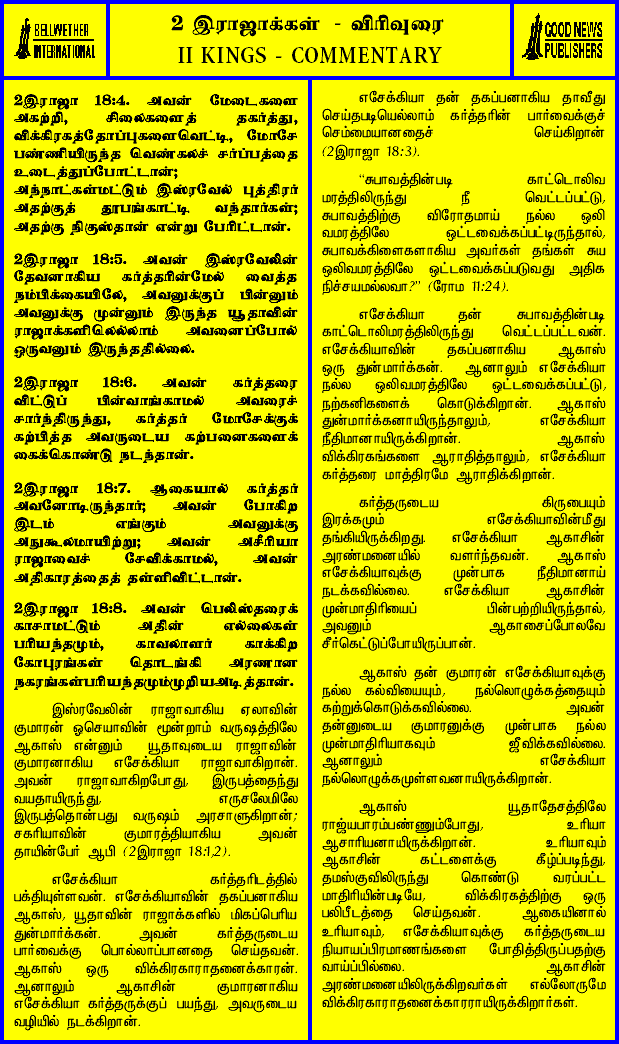 BELLWETHER
INTERNATIONAL
2 இராஜாக்கள் - விரிவுரை
II KINGS - COMMENTARY
GOOD NEWS
PUBLISHERS
2இராஜா 18:4. அவன் மேடைகளை
அகற்றி, சிலைகளைத் தகர்த்து,
விக்கிரகத்தோப்புகளைவெட்டி, மோசே
பண்ணியிருந்த வெண்கலச் சர்ப்பத்தை
உடைத்துப்போட்டான்;
அந்நாட்கள்மட்டும் இஸ்ரவேல் புத்திரர்
அதற்குத் தூபங்காட்டி வந்தார்கள்;
அதற்கு நிகுஸ்தான் என்று பேரிட்டான்.
2இராஜா 18:5. அவன் இஸ்ரவேலின்
தேவனாகிய கர்த்தரின்மேல் வைத்த
நம்பிக்கையிலே, அவனுக்குப் பின்னும்
அவனுக்கு முன்னும் இருந்த யூதாவின்
ராஜாக்களிலெல்லாம் அவனைப்போல்
ஒருவனும் இருந்ததில்லை.
2இராஜா 18:6. அவன் கர்த்தரை
விட்டுப் பின்வாங்காமல் அவரைச்
சார்ந்திருந்து, கர்த்தர் மோசேக்குக்
கற்பித்த அவருடைய கற்பனைகளைக்
கைக்கொண்டு நடந்தான்.
2இராஜா 18:7. ஆகையால் கர்த்தர்
அவனோடிருந்தார்; அவன் போகிற
இடம் எங்கும் அவனுக்கு
அநுகூலமாயிற்று; அவன் அசீரியா
ராஜாவைச் சேவிக்காமல், அவன்
அதிகாரத்தைத் தள்ளிவிட்டான்.
2இராஜா 18:8. அவன் பெலிஸ்தரைக்
காசாமட்டும் அதின் எல்லைகள்
பரியந்தமும், காவலாளர் காக்கிற
கோபுரங்கள் தொடங்கி அரணான
நகரங்கள்பரியந்தமும்முறியஅடித்தான்.
இஸ்ரவேலின் ராஜாவாகிய ஏலாவின்
குமாரன் ஒசெயாவின் மூன்றாம் வருஷத்திலே
ஆகாஸ் என்னும் யூதாவுடைய ராஜாவின்
குமாரனாகிய எசேக்கியா ராஜாவாகிறான்.
அவன் ராஜாவாகிறபோது, இருபத்தைந்து
வயதாயிருந்து, எருசலேமிலே
இருபத்தொன்பது வருஷம் அரசாளுகிறான்;
சகரியாவின் குமாரத்தியாகிய அவன்
தாயின்பேர் ஆபி (2இராஜா 18:1,2).
எசேக்கியா கர்த்தரிடத்தில்
பக்தியுள்ளவன். எசேக்கியாவின் தகப்பனாகிய
ஆகாஸ், யூதாவின் ராஜாக்களில் மிகப்பெரிய
துன்மார்க்கன். அவன் கர்த்தருடைய
பார்வைக்கு பொல்லாப்பானதை செய்தவன்.
ஆகாஸ் ஒரு விக்கிரகாராதனைக்காரன்.
ஆனாலும் ஆகாசின் குமாரனாகிய
எசேக்கியா கர்த்தருக்குப் பயந்து, அவருடைய
வழியில் நடக்கிறான்.
எசேக்கியா தன் தகப்பனாகிய தாவீது
செய்தபடியெல்லாம் கர்த்தரின் பார்வைக்குச்
செம்மையானதைச் செய்கிறான்
(2இராஜா 18:3).
“சுபாவத்தின்படி காட்டொலிவ
மரத்திலிருந்து நீ வெட்டப்பட்டு,
சுபாவத்திற்கு விரோதமாய் நல்ல ஒலி
வமரத்திலே ஒட்டவைக்கப்பட்டிருந்தால்,
சுபாவக்கிளைகளாகிய அவர்கள் தங்கள் சுய
ஒலிவமரத்திலே ஒட்டவைக்கப்படுவது அதிக
நிச்சயமல்லவா?” (ரோம 11:24).
எசேக்கியா தன் சுபாவத்தின்படி
காட்டொலிமரத்திலிருந்து வெட்டப்பட்டவன்.
எசேக்கியாவின் தகப்பனாகிய ஆகாஸ்
ஒரு துன்மார்க்கன். ஆனாலும் எசேக்கியா
நல்ல ஒலிவமரத்திலே ஒட்டவைக்கப்பட்டு,
நற்கனிகளைக் கொடுக்கிறான். ஆகாஸ்
துன்மார்க்கனாயிருந்தாலும், எசேக்கியா
நீதிமானாயிருக்கிறான். ஆகாஸ்
விக்கிரகங்களை ஆராதித்தாலும், எசேக்கியா
கர்த்தரை மாத்திரமே ஆராதிக்கிறான்.
கர்த்தருடைய கிருபையும்
இரக்கமும் எசேக்கியாவின்மீது
தங்கியிருக்கிறது. எசேக்கியா ஆகாசின்
அரண்மனையில் வளர்ந்தவன். ஆகாஸ்
எசேக்கியாவுக்கு முன்பாக நீதிமானாய்
நடக்கவில்லை. எசேக்கியா ஆகாசின்
முன்மாதிரியைப் பின்பற்றியிருந்தால்,
அவனும் ஆகாசைப்போலவே
சீர்கெட்டுப்போயிருப்பான்.
ஆகாஸ் தன் குமாரன் எசேக்கியாவுக்கு
நல்ல கல்வியையும், நல்லொழுக்கத்தையும்
கற்றுக்கொடுக்கவில்லை. அவன்
தன்னுடைய குமாரனுக்கு முன்பாக நல்ல
முன்மாதிரியாகவும் ஜீவிக்கவில்லை.
ஆனாலும் எசேக்கியா
நல்லொழுக்கமுள்ளவனாயிருக்கிறான்.
ஆகாஸ் யூதாதேசத்திலே
ராஜ்யபாரம்பண்ணும்போது, உரியா
ஆசாரியனாயிருக்கிறான். உரியாவும்
ஆகாசின் கட்டளைக்கு கீழ்ப்படிந்து,
தமஸ்குவிலிருந்து கொண்டு வரப்பட்ட
மாதிரியின்படியே, விக்கிரகத்திற்கு ஒரு
பலிபீடத்தை செய்தவன். ஆகையினால்
உரியாவும், எசேக்கியாவுக்கு கர்த்தருடைய
நியாயப்பிரமாணங்களை போதித்திருப்பதற்கு
வாய்ப்பில்லை. ஆகாசின்
அரண்மனையிலிருக்கிறவர்கள் எல்லோருமே
விக்கிரகாராதனைக்காரராயிருக்கிறார்கள்.